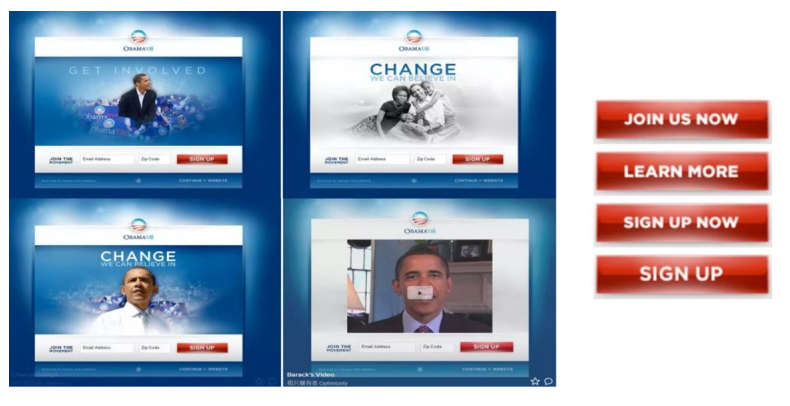 OBAMA'08
GET INVOLVED
JOIN THE MOVEMENT
Email Address
Zip Code
SIGN UP
CONTINUE TO WEBSITE
OBAMA'08
CHANGE
WE CAN BELIEVE IN
JOIN THE MOVEMENT
Email Address
Zip Code
SIGN UP
CONTINUE TO WEBSITE
OBAMA'08
CHANGE
WE CAN BELIEVE IN
JOIN THE MOVEMENT
Email Address
Zip Code
SIGN UP
CONTINUE TO WEBSITE
OBAMA'08
JOIN THE MOVEMENT
Email Address
Zip Code
SIGN UP
CONTINUE TO WEBSITE
Barack's Video
Optimizely
JOIN US NOW
LEARN MORE
SIGN UP NOW
SIGN UP